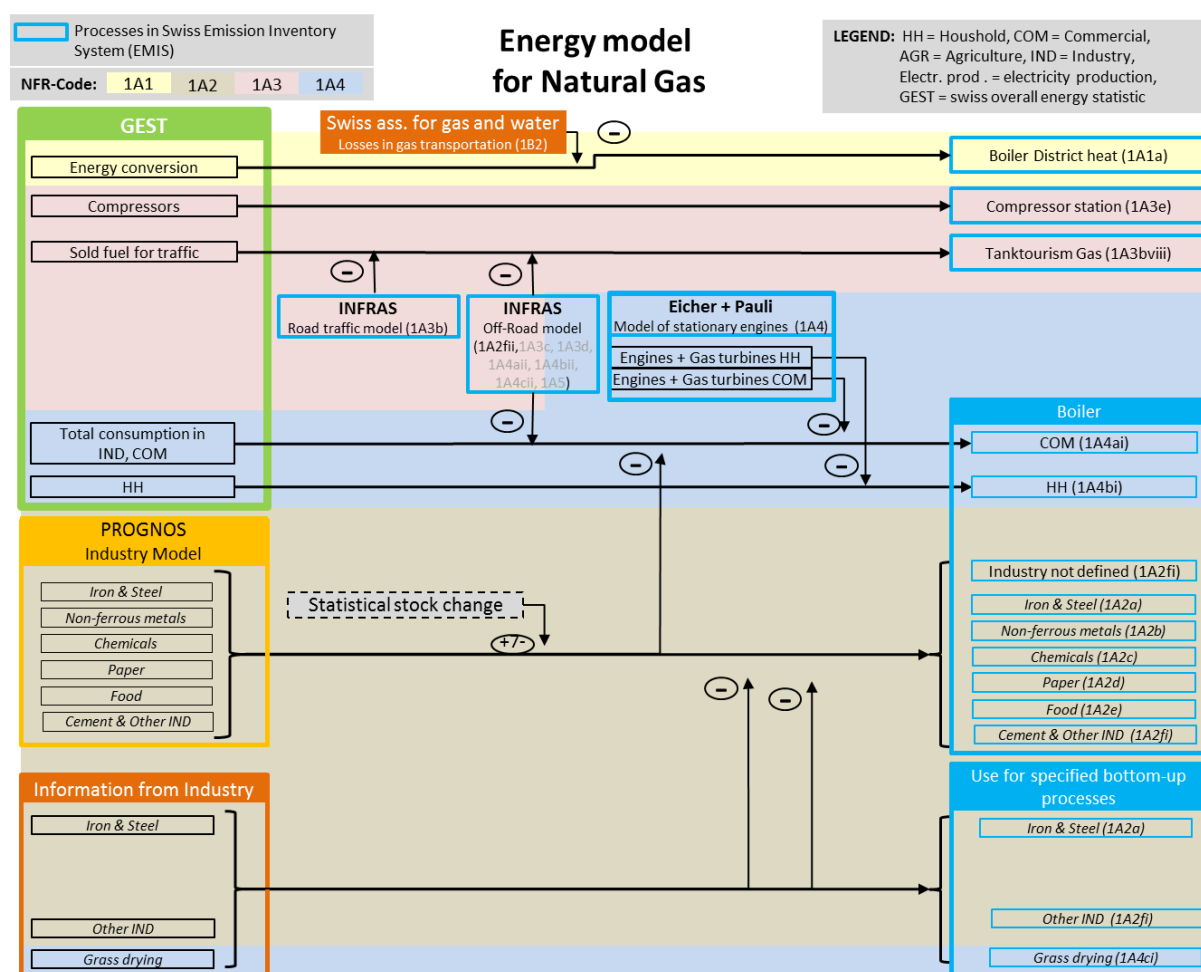 Processes in Swiss Emission Inventory
System (EMIS)
NFR-Code: 1A1 1A2 1A3 1A4
Energy model
for Natural Gas
LEGEND: HH = Houshold, COM = Commercial,
AGR = Agriculture, IND = Industry,
Electr. prod . = electricity production,
GEST = swiss overall energy statistic
GEST
Swiss ass. for gas and water
Losses in gas transportation (1B2)
-
Energy conversion
Boiler District heat (1A1a)
Compressors
Compressor station (1A3e)
Sold fuel for traffic
Tanktourism Gas (1A3bviii)
-
-
INFRAS
Road traffic model (1A3b)
INFRAS
Off-Road model
(1A2fii,1A3c, 1A3d,
1A4aii, 1A4bii,
1A4cii, 1A5)
Eicher + Pauli
Model of stationary engines (1A4)
Engines + Gas turbines HH
Engines + Gas turbines COM
-
-
Total consumption in
IND, COM
HH
-
-
Boiler
COM (1A4ai)
HH (1A4bi)
PROGNOS
Industry Model
Iron & Steel
Non-ferrous metals
Chemicals
Paper
Food
Cement & Other IND
Statistical stock change
+7-
-
-
Industry not defined (1A2fi)
Iron & Steel (1A2a)
Non-ferrous metals (1A2b)
Chemicals (1A2c)
Paper (1A2d)
Food (1A2e)
Cement & Other IND (1A2fi)
Information from Industry
Iron & Steel
Other IND
Grass drying
Use for specified bottom-up
processes
Iron & Steel (1A2a)
Other IND (1A2fi)
Grass drying (1A4ci)